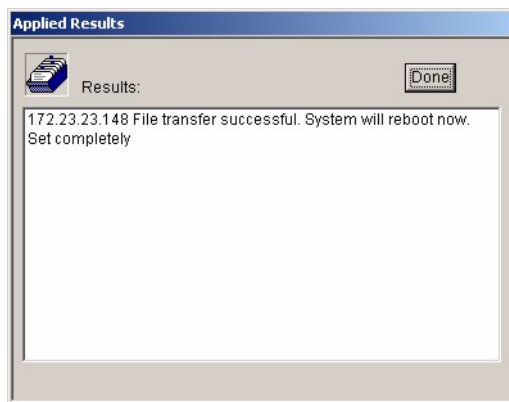 Applied Results
Results:
Done
172.23.23.148 File transfer successful. System will reboot now.
Set completely